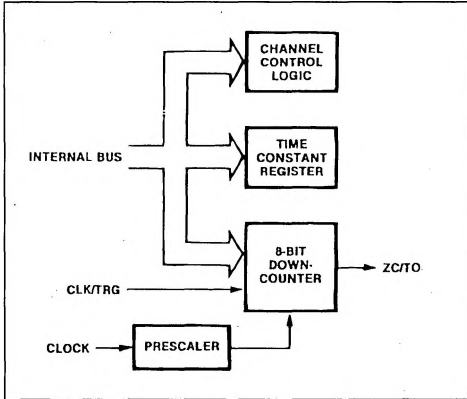 CHANNEL
CONTROL
LOGIC
INTERNAL BUS
TIME
CONSTANT
REGISTER
8-BIT
DOWN-
COUNTER
ZC/TO
CLK/TRG
CLOCK
PRESCALER